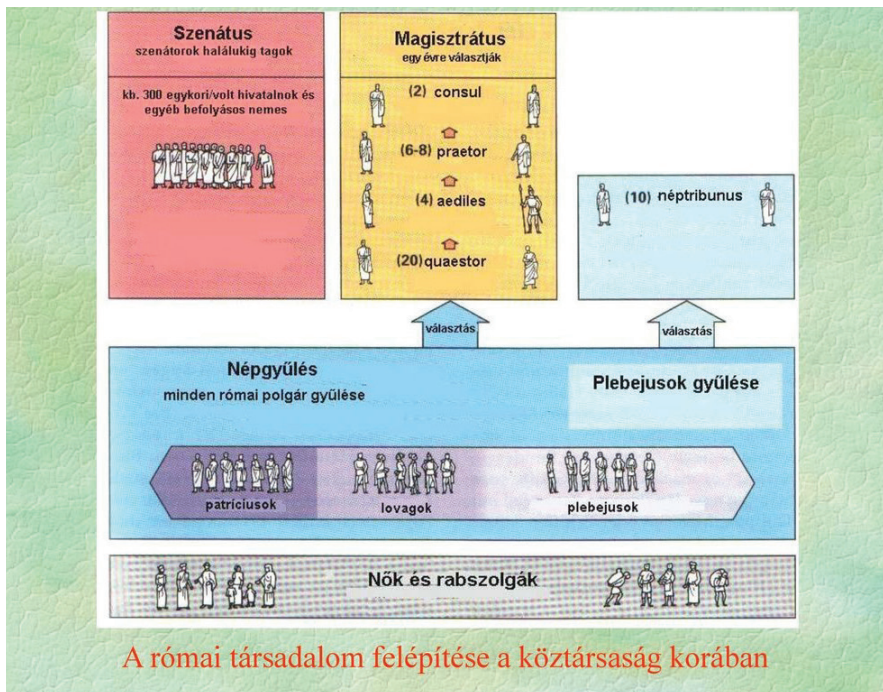 Szenátus
szenátorok halálukig tagok
kb. 300 egykori/volt hivatalnok és
egyéb befolyásos nemes
Magisztrátus
egy évre választják
(2) consul
(6-8) praetor
(4) aediles
(20) quaestor
(10) néptribunus
választás
választás
Népgyűlés
minden római polgár gyűlése
Plebejusok gyűlése
patríciusok
lovagok
plebejusok
Nők és rabszolgák
A római társadalom felépítése a köztársaság korában